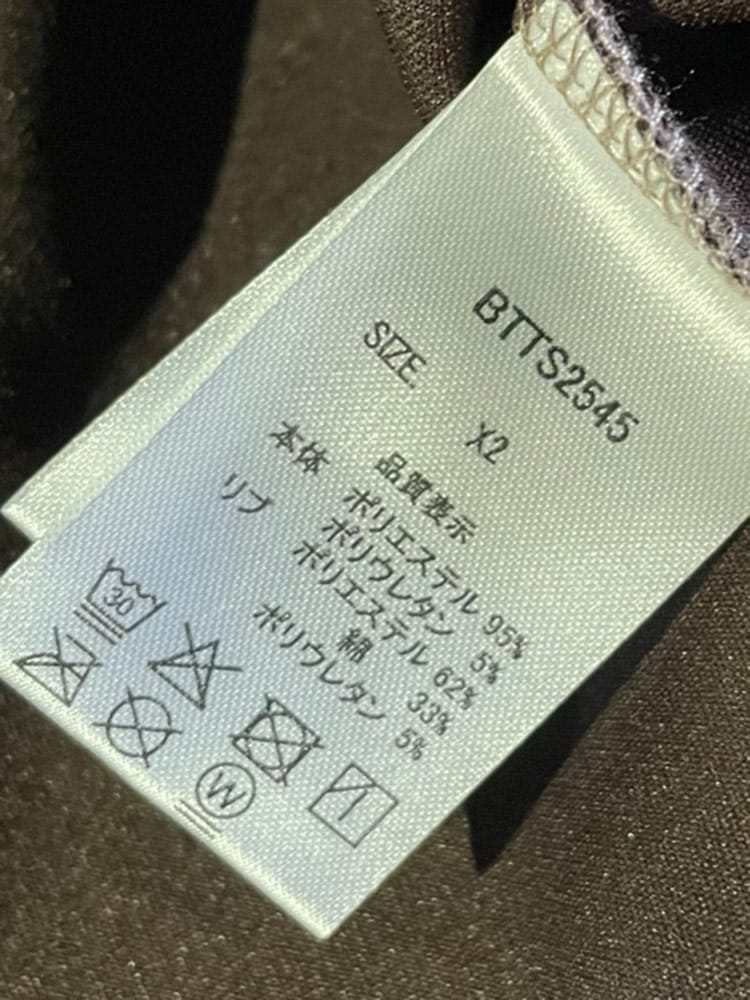 BTTS2545
SIZE X2
品質表示
本体 ポリエステル 95%
ポリウレタン 5%
リブ ポリエステル 62%
綿 33%
ポリウレタン 5%
30
W